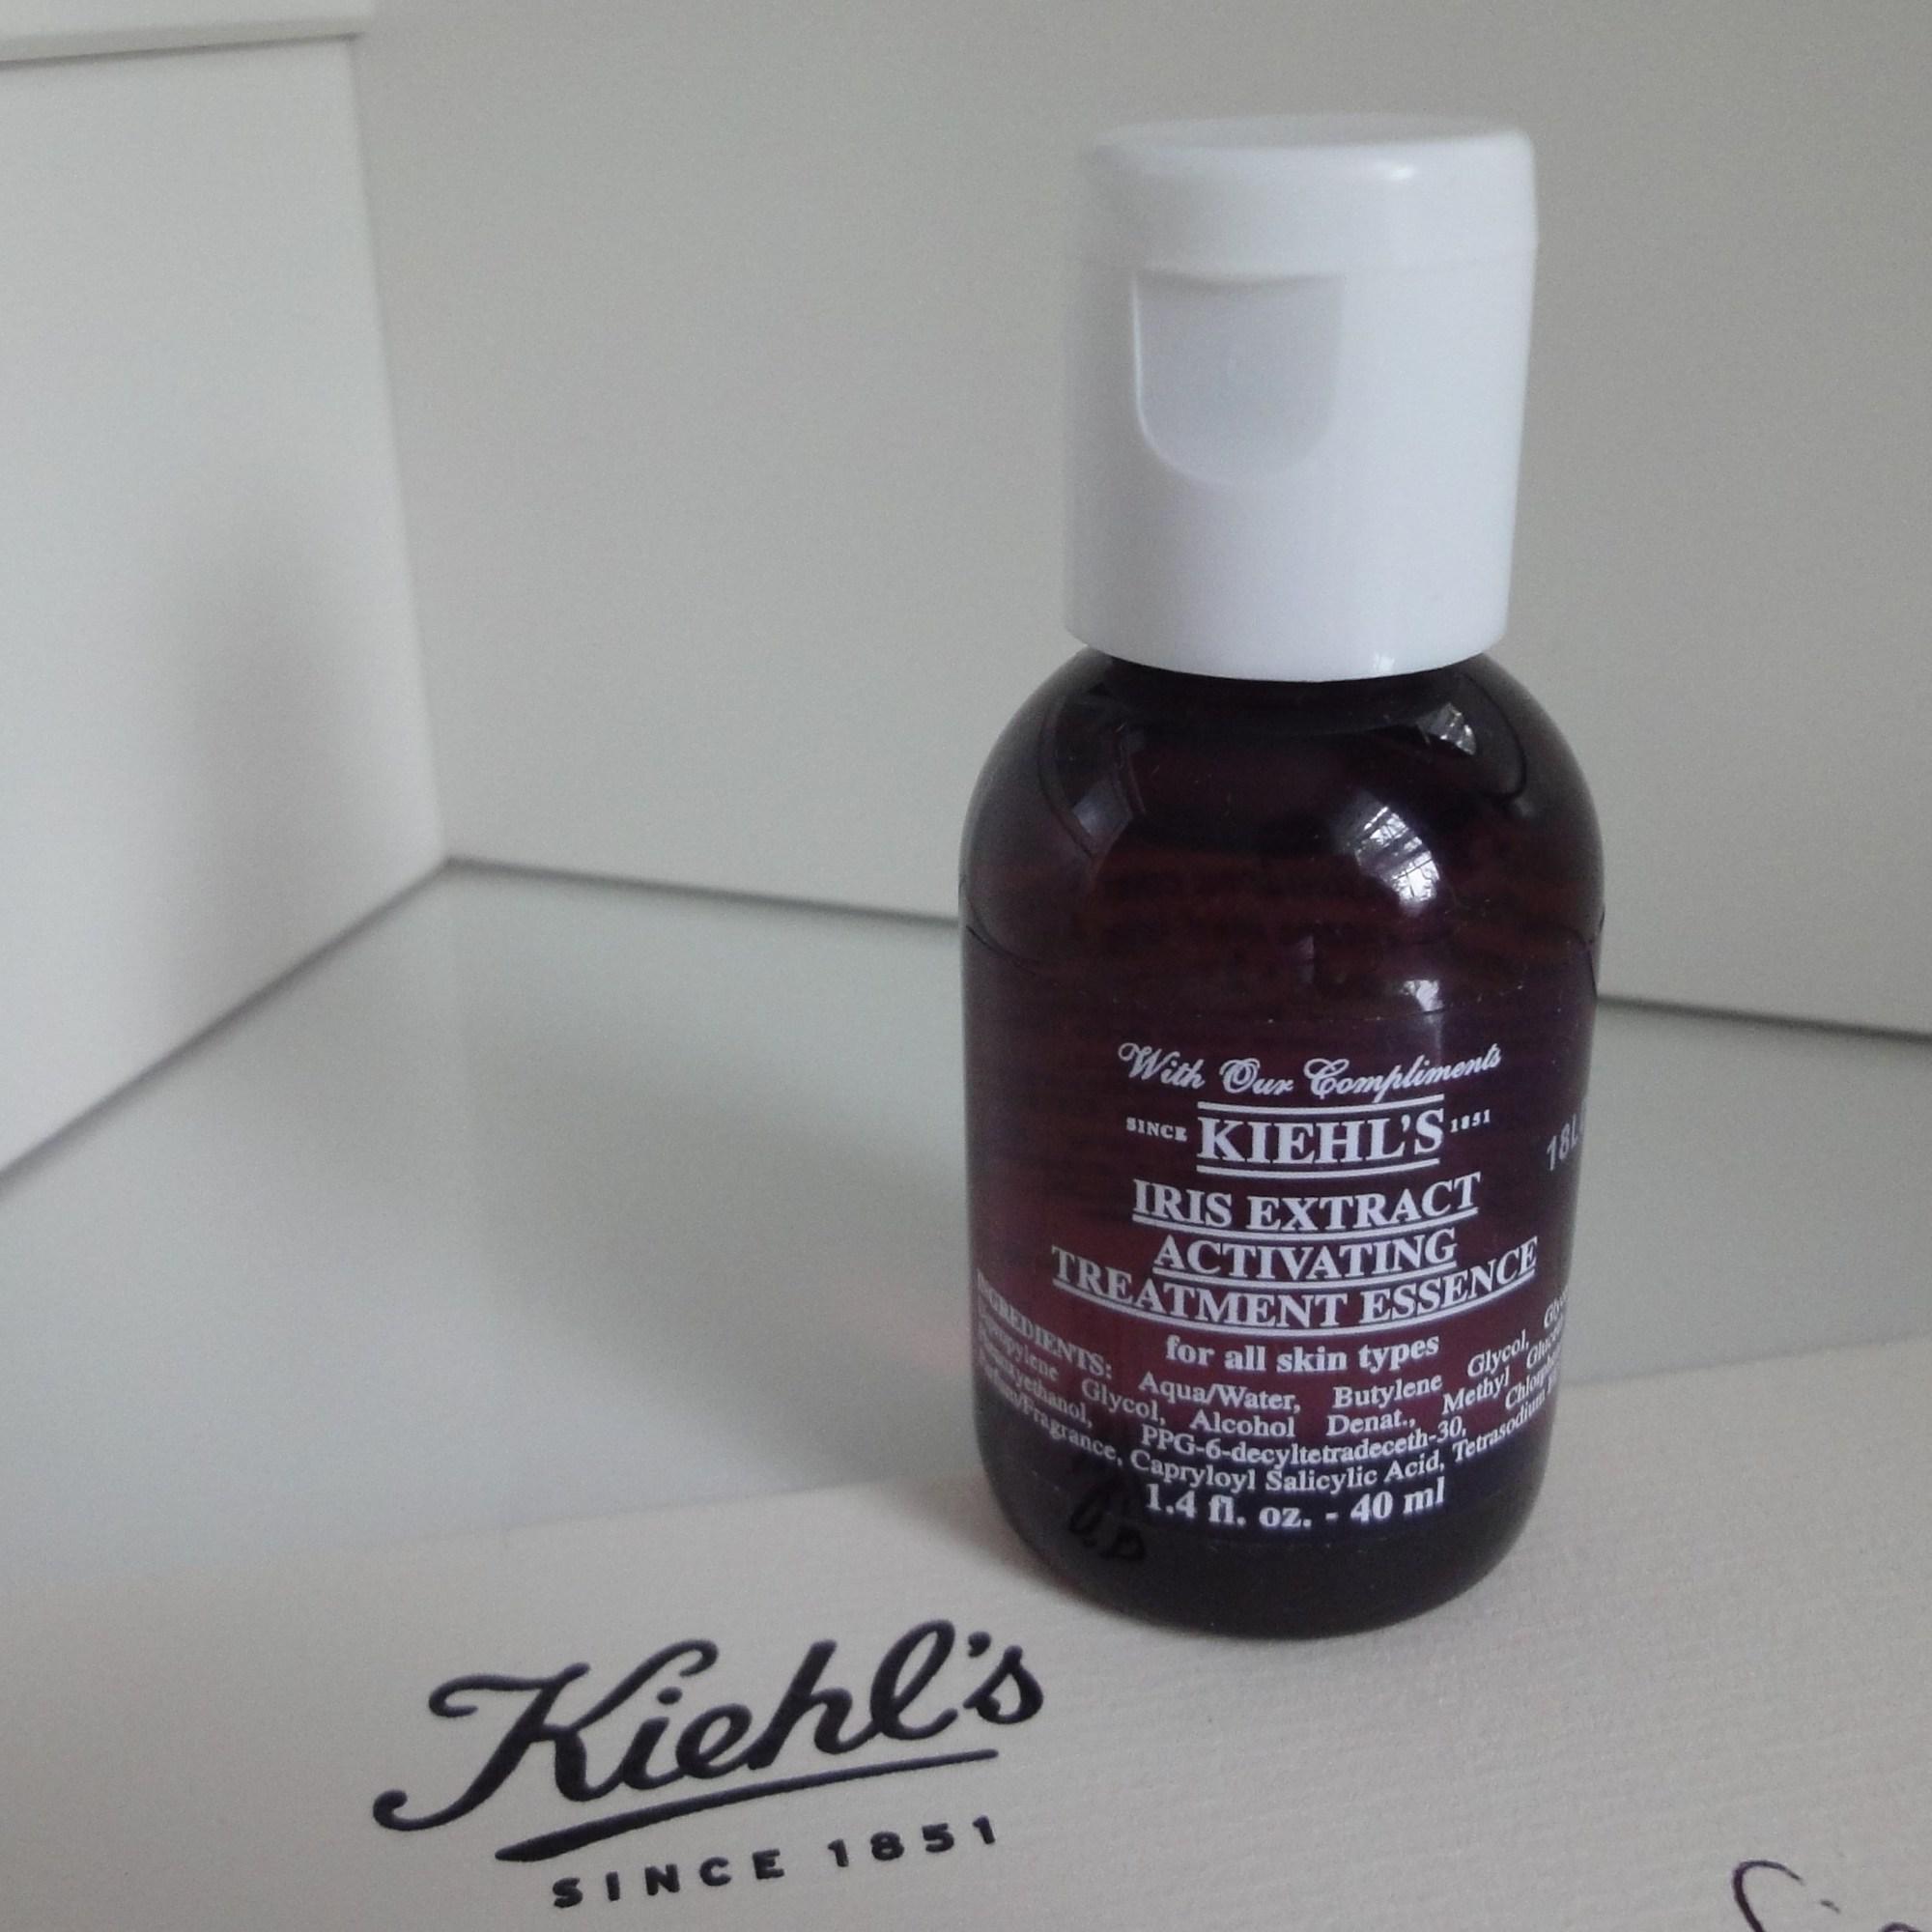 With Our Compliments
SINCE KIEHL'S 1851
IRIS EXTRACT
ACTIVATING
TREATMENT ESSENCE
for all skin types
INGREDIENTS: Aqua/Water, Butylene Glycol,
Glycol, Alcohol Denat., Methyl
PPG-6-decyltetradeceth-30,
Capryloyl Salicylic Acid, Tetrasodium
1.4 fl. oz. - 40 ml
Kiehl's
SINCE 1851